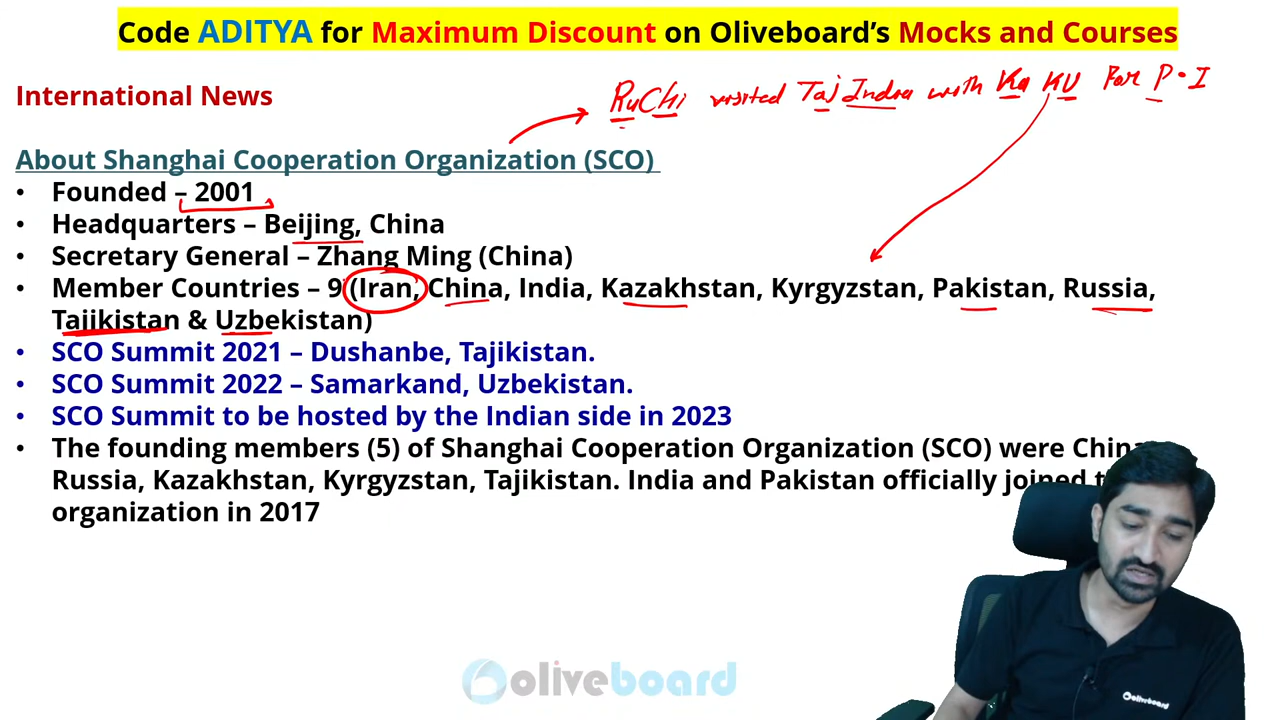 Code ADITYA for Maximum Discount on Oliveboard's Mocks and Courses
International News
RuChi visited Taj India with Ka KU For P. I
About Shanghai Cooperation Organization (SCO)
• Founded – 2001
• Headquarters – Beijing, China
• Secretary General – Zhang Ming (China)
• Member Countries – 9 (Iran, China, India, Kazakhstan, Kyrgyzstan, Pakistan, Russia,
Tajikistan & Uzbekistan)
• SCO Summit 2021 – Dushanbe, Tajikistan.
• SCO Summit 2022 – Samarkand, Uzbekistan.
• SCO Summit to be hosted by the Indian side in 2023
• The founding members (5) of Shanghai Cooperation Organization (SCO) were China
Russia, Kazakhstan, Kyrgyzstan, Tajikistan. India and Pakistan officially joined
organization in 2017
oliveboard
oliveboard